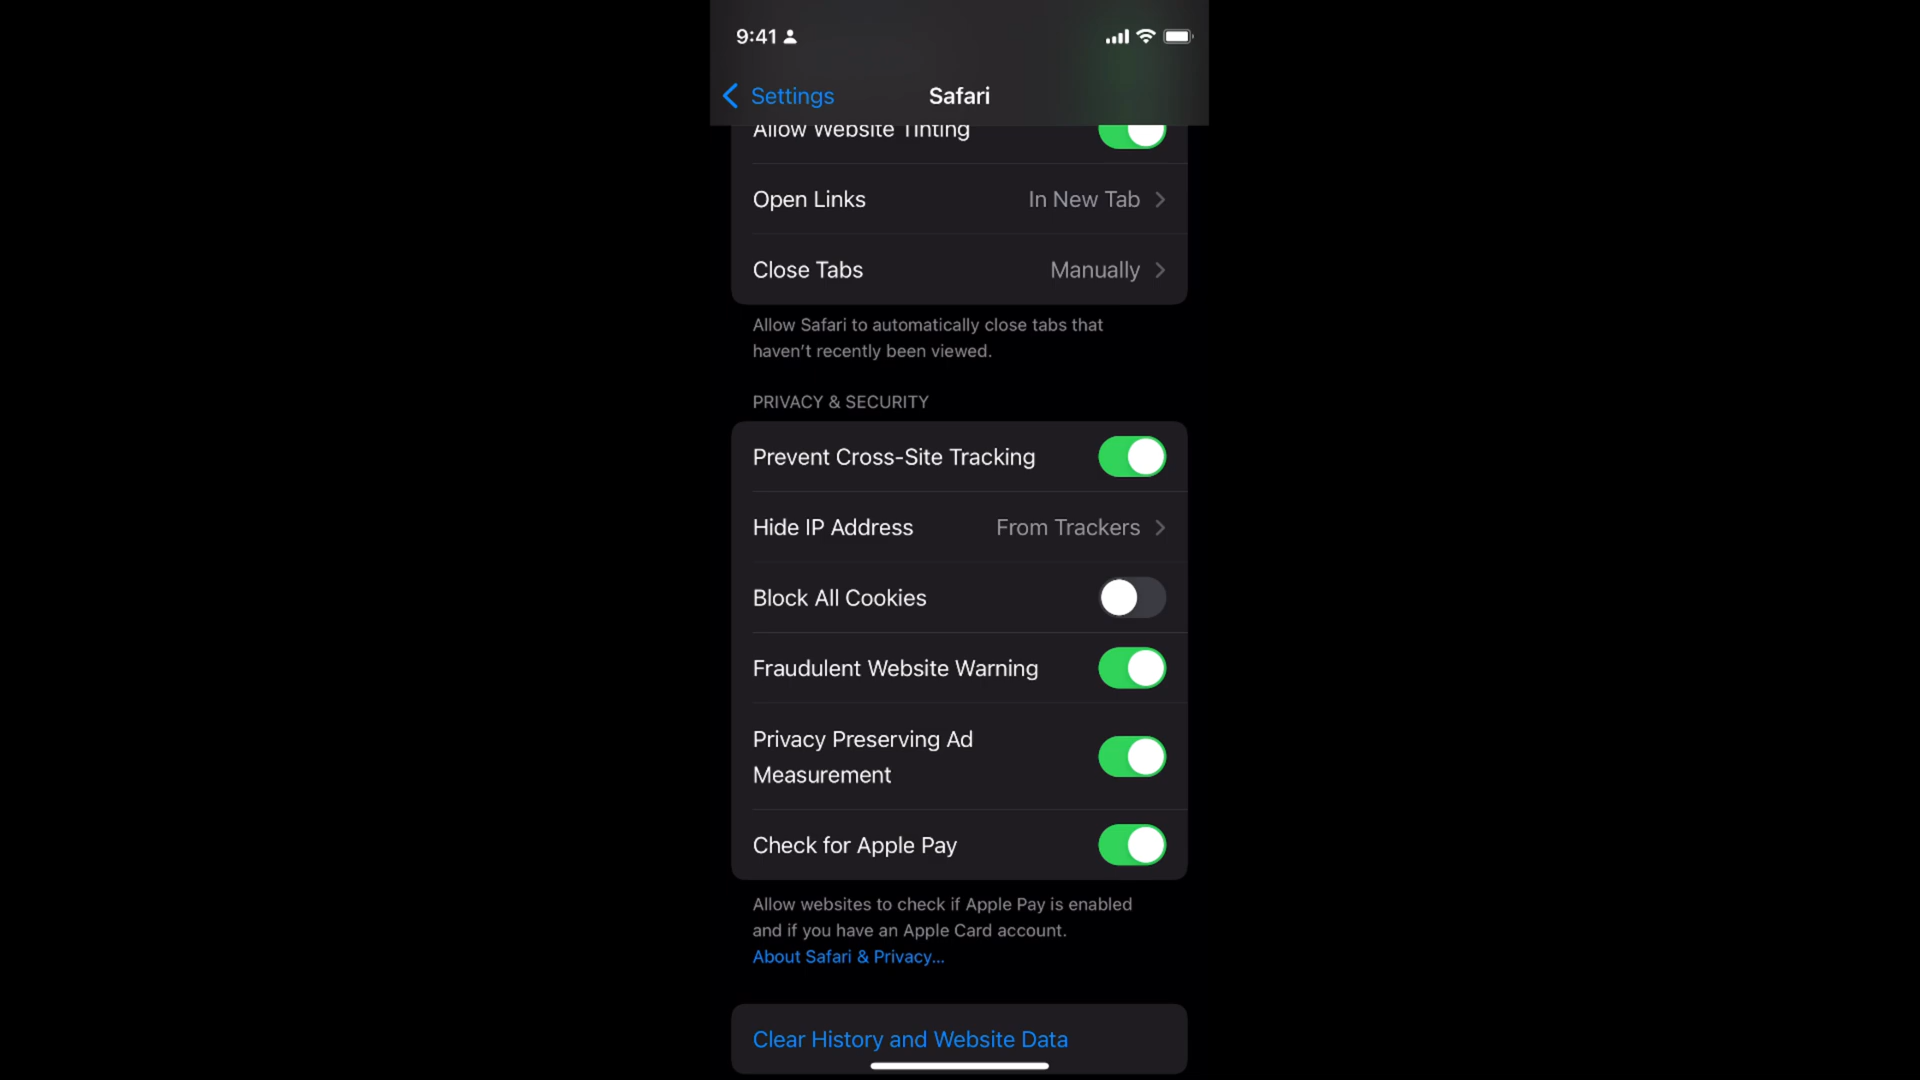 9:41
Settings
Safari
Allow Website Tinting
Open Links
In New Tab
Close Tabs
Manually
Allow Safari to automatically close tabs that
haven’t recently been viewed.
PRIVACY & SECURITY
Prevent Cross-Site Tracking
Hide IP Address
From Trackers
Block All Cookies
Fraudulent Website Warning
Privacy Preserving Ad
Measurement
Check for Apple Pay
Allow websites to check if Apple Pay is enabled
and if you have an Apple Card account.
About Safari & Privacy...
Clear History and Website Data